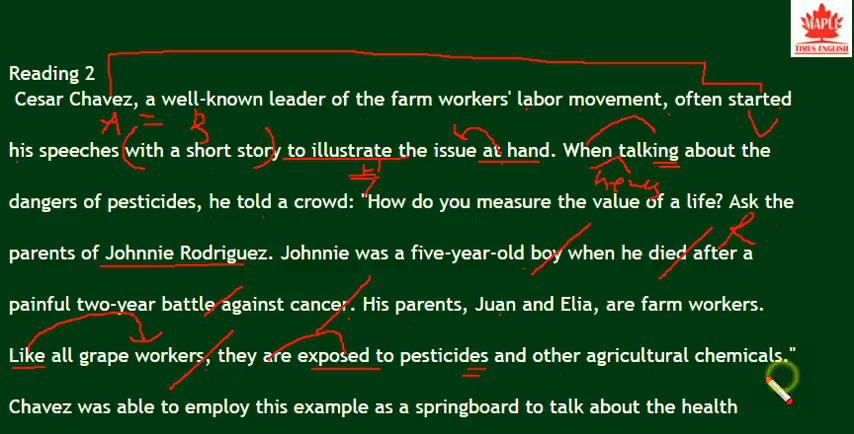 MAPLE
TIMES ENGLISH
Reading 2
Cesar Chavez, a well-known leader of the farm workers' labor movement, often started
A = B
his speeches with a short story to illustrate the issue at hand. When talking about the
dangers of pesticides, he told a crowd: "How do you measure the value of a life? Ask the
parents of Johnnie Rodriguez. Johnnie was a five-year-old boy when he died after a
painful two-year battle against cancer. His parents, Juan and Elia, are farm workers.
Like all grape workers, they are exposed to pesticides and other agricultural chemicals."
Chavez was able to employ this example as a springboard to talk about the health